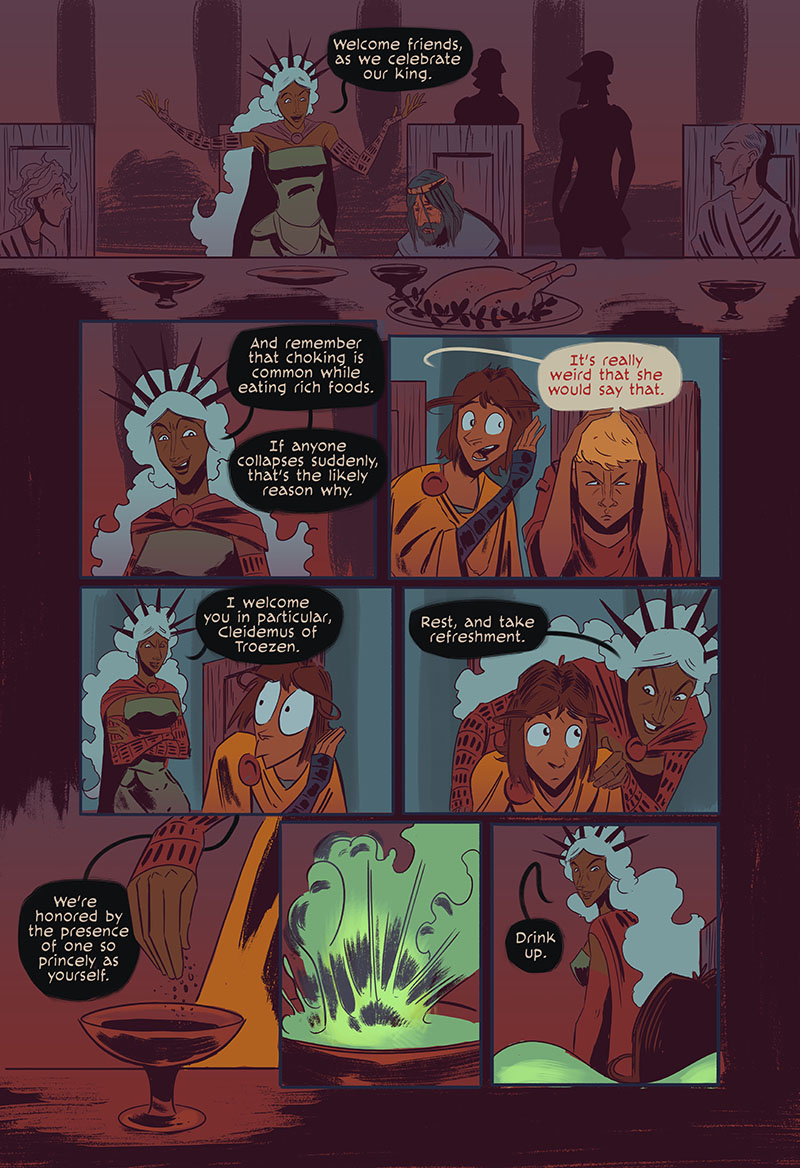 Welcome friends,
as we celebrate
our king.
And remember
that choking is
common while
eating rich foods.
If anyone
collapses suddenly,
that's the likely
reason why.
It's really
weird that she
would say that.
I welcome
you in particular,
Cleidemus of
Troezen.
Rest, and take
refreshment.
We're
honored by
the presence
of one so
princely as
yourself.
Drink
up.